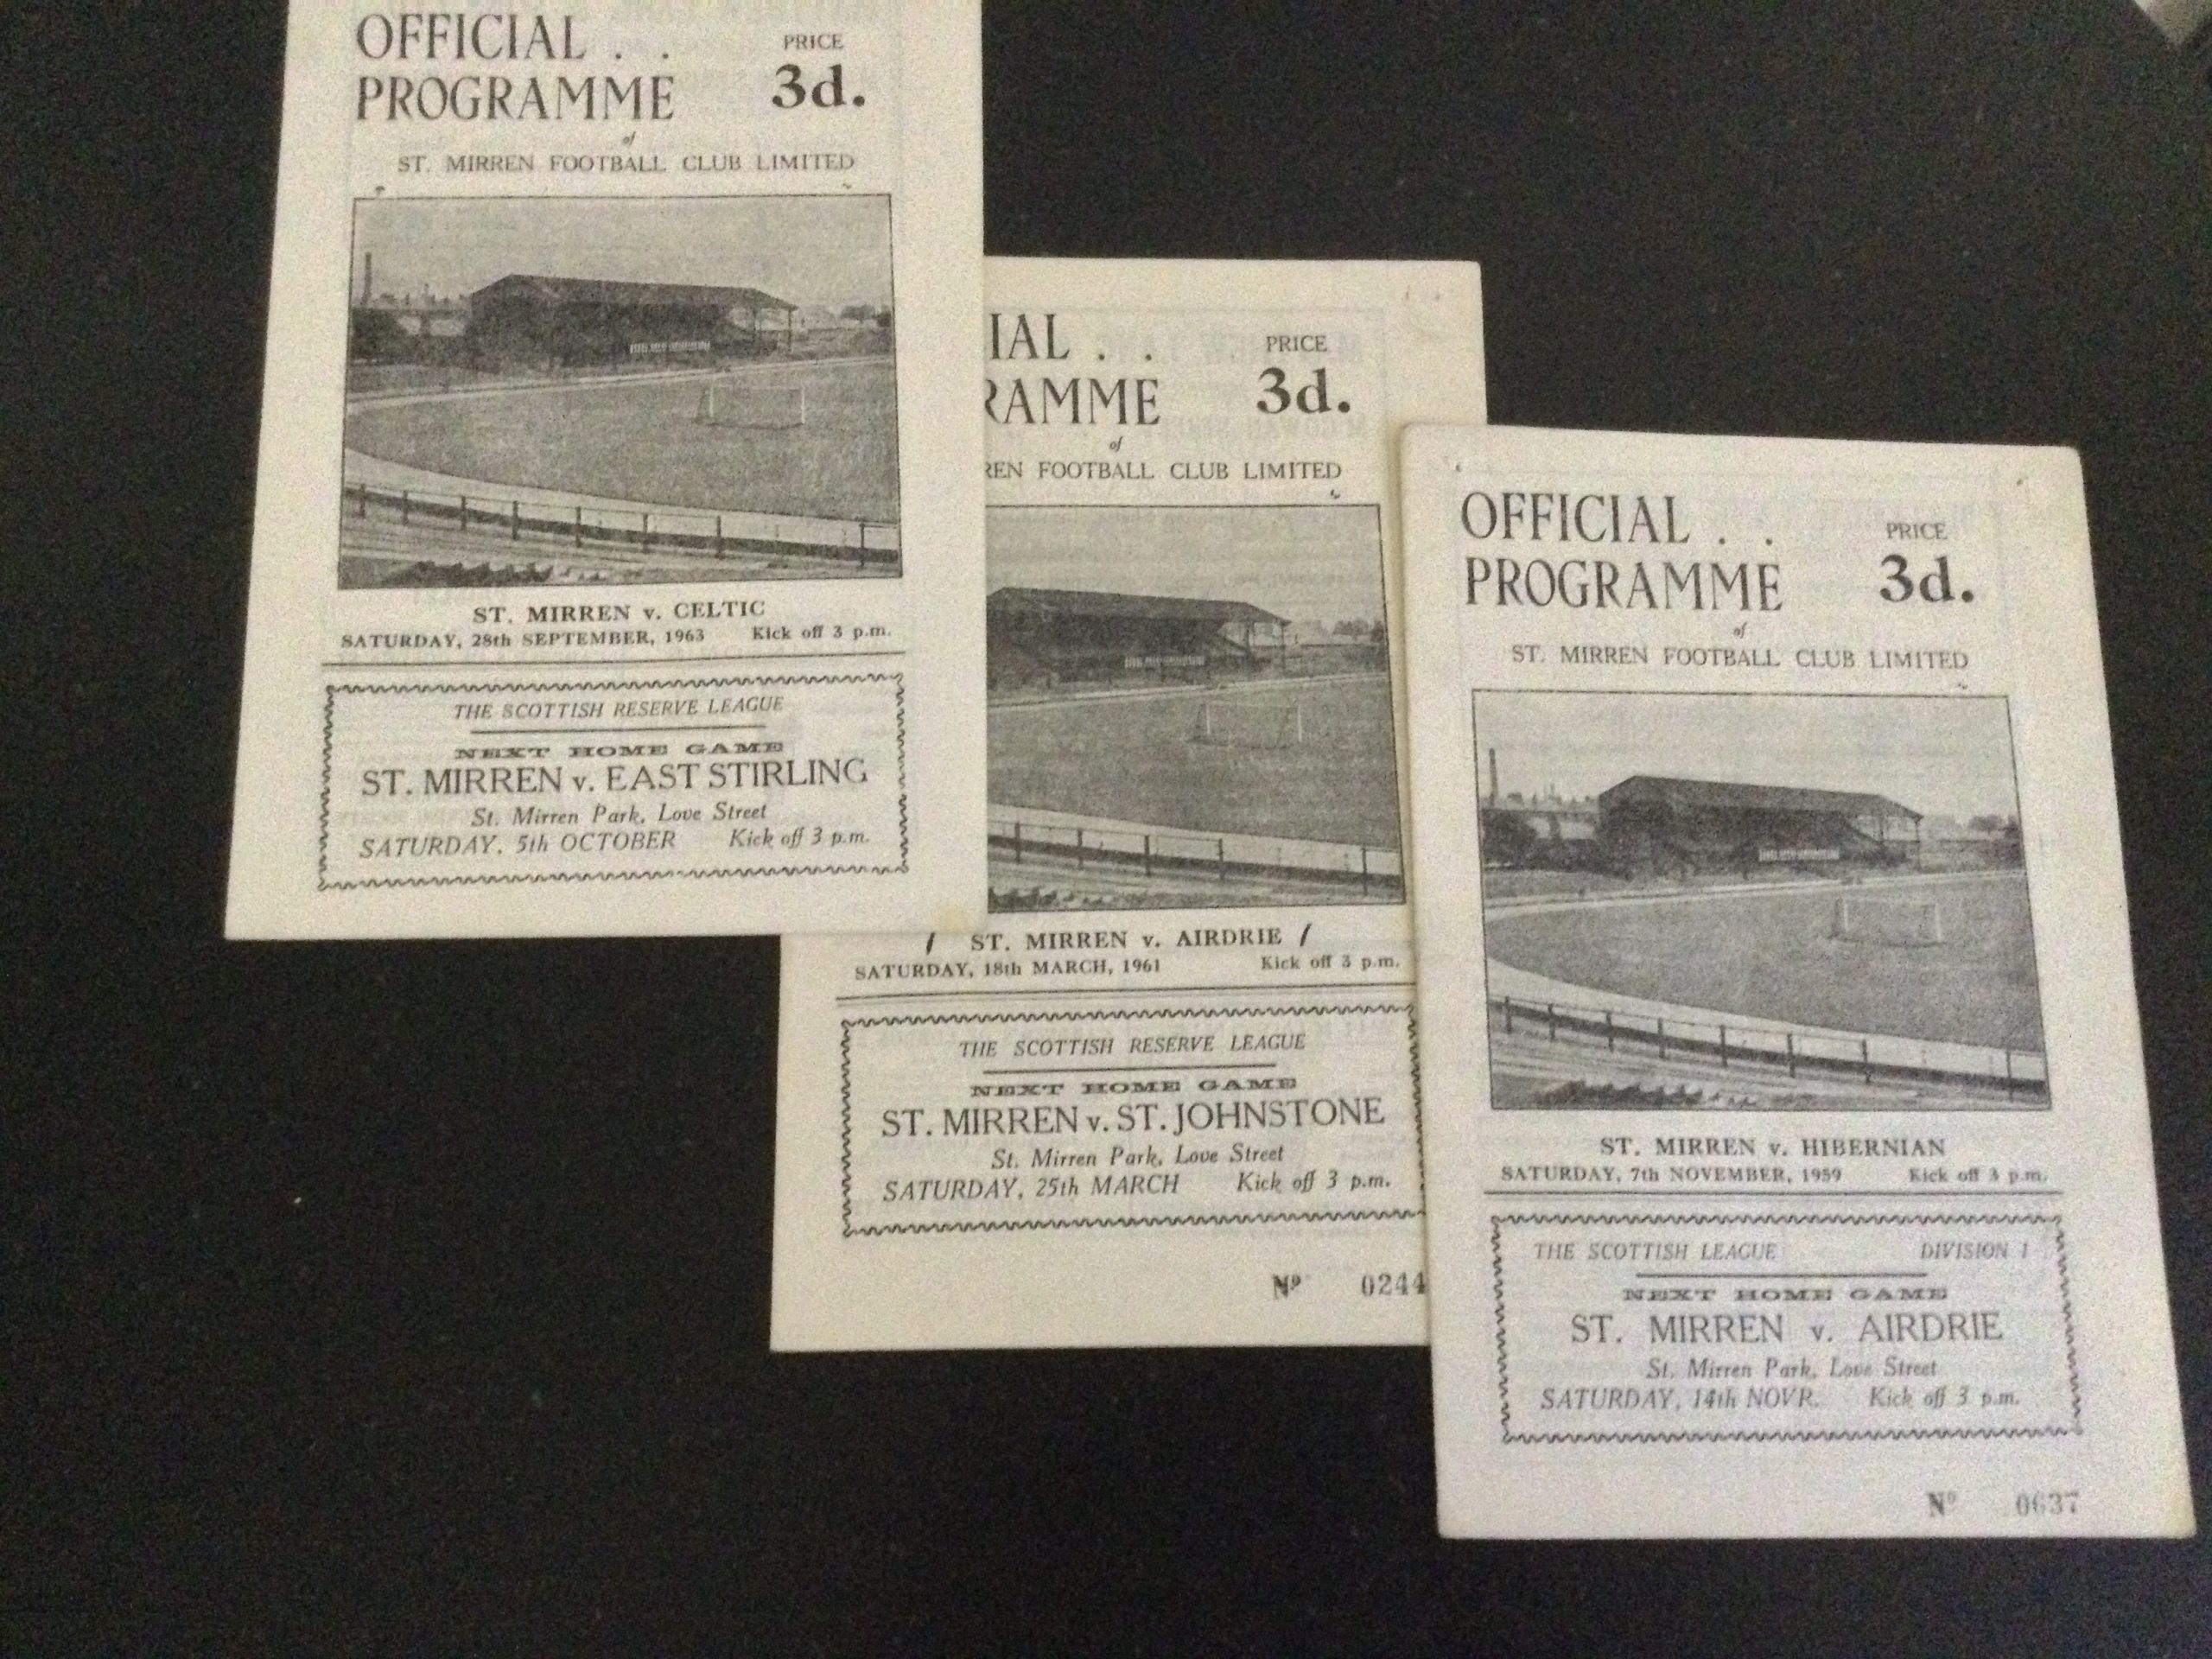 OFFICIAL . .
PROGRAMME
PRICE
3d.
of
ST. MIRREN FOOTBALL CLUB LIMITED
ST. MIRREN v. CELTIC
SATURDAY, 28th SEPTEMBER, 1963 Kick off 3 p.m.
THE SCOTTISH RESERVE LEAGUE
NEXT HOME GAME
ST. MIRREN v. EAST STIRLING
St. Mirren Park, Love Street
SATURDAY, 5th OCTOBER Kick off 3 p.m.
IAL . .
RAMME
PRICE
3d.
of
REN FOOTBALL CLUB LIMITED
/ ST. MIRREN v. AIRDRIE /
SATURDAY, 18th MARCH, 1961 Kick off 3 p.m.
THE SCOTTISH RESERVE LEAGUE
NEXT HOME GAME
ST. MIRREN v. ST. JOHNSTONE
St. Mirren Park, Love Street
SATURDAY, 25th MARCH Kick off 3 p.m.
Nº 0244
OFFICIAL . .
PROGRAMME
PRICE
3d.
of
ST. MIRREN FOOTBALL CLUB LIMITED
ST. MIRREN v. HIBERNIAN
SATURDAY, 7th NOVEMBER, 1959 Kick off 3 p.m.
THE SCOTTISH LEAGUE DIVISION 1
NEXT HOME GAME
ST. MIRREN v. AIRDRIE
St. Mirren Park, Love Street
SATURDAY, 14th NOVR. Kick off 3 p.m.
Nº 0637